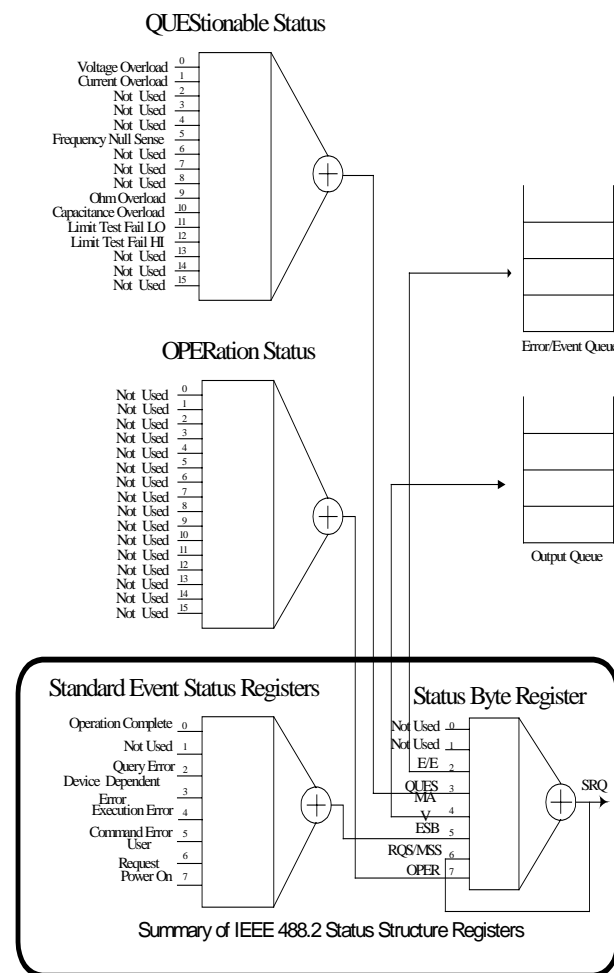 QUEStionable Status
Voltage Overload 0
Current Overload 1
Not Used 2
Not Used 3
Not Used 4
Frequency Null Sense 5
Not Used 6
Not Used 7
Not Used 8
Ohm Overload 9
Capacitance Overload 10
Limit Test Fail LO 11
Limit Test Fail HI 12
Not Used 13
Not Used 14
Not Used 15
Error/Event Queue
OPERation Status
Not Used 0
Not Used 1
Not Used 2
Not Used 3
Not Used 4
Not Used 5
Not Used 6
Not Used 7
Not Used 8
Not Used 9
Not Used 10
Not Used 11
Not Used 12
Not Used 13
Not Used 14
Not Used 15
Output Queue
Standard Event Status Registers
Operation Complete 0
Not Used 1
Query Error 2
Device Dependent
Error 3
Execution Error 4
Command Error 5
User
Request 6
Power On 7
Status Byte Register
Not Used 0
Not Used 1
E/E 2
QUES 3
MA
V 4
ESB 5
RQS/MSS 6
OPER 7
SRQ
Summary of IEEE 488.2 Status Structure Registers